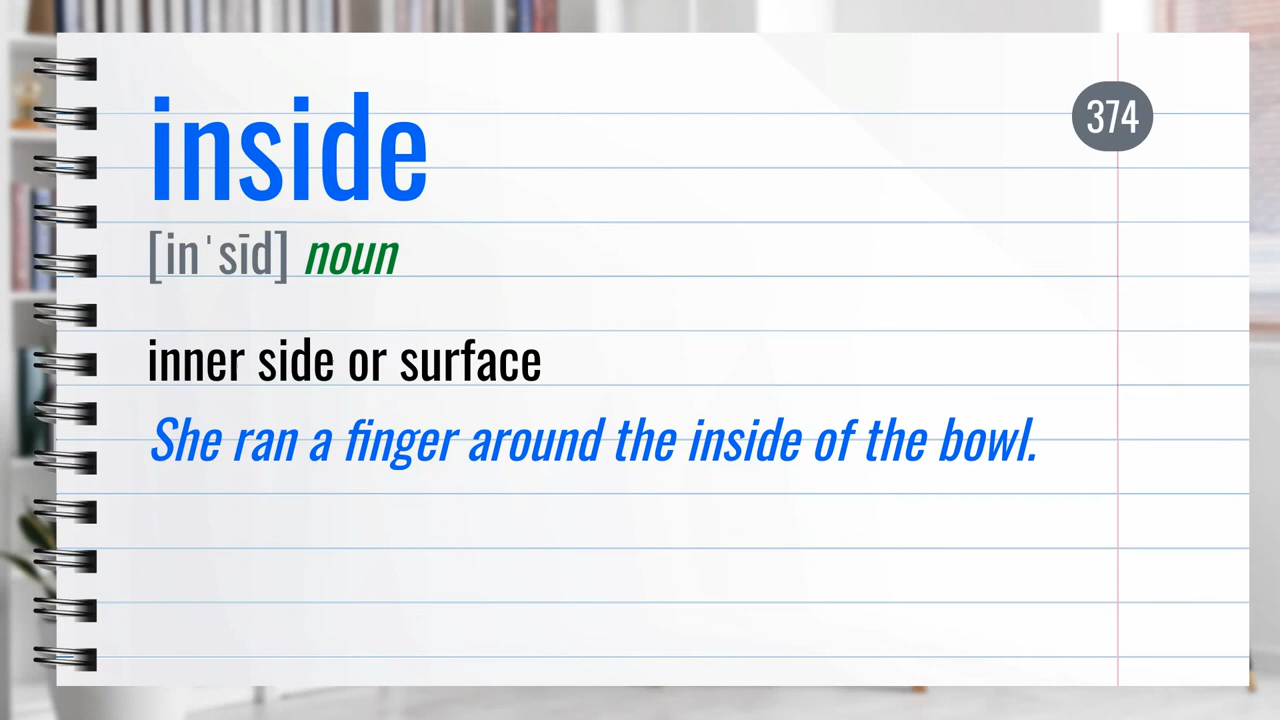 inside
374
[inˈsīd] noun
inner side or surface
She ran a finger around the inside of the bowl.